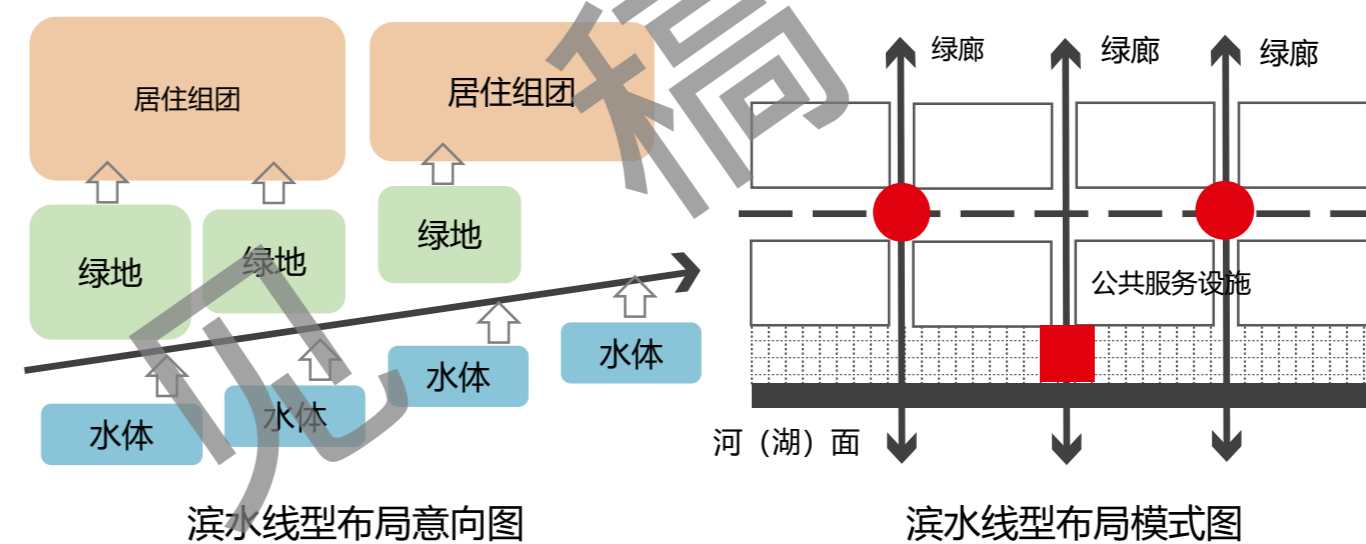 居住组团
居住组团
绿地
绿地
绿地
水体
水体
水体
水体
滨水线型布局意向图
绿廊
绿廊
绿廊
公共服务设施
河（湖）面
滨水线型布局模式图
稿
见